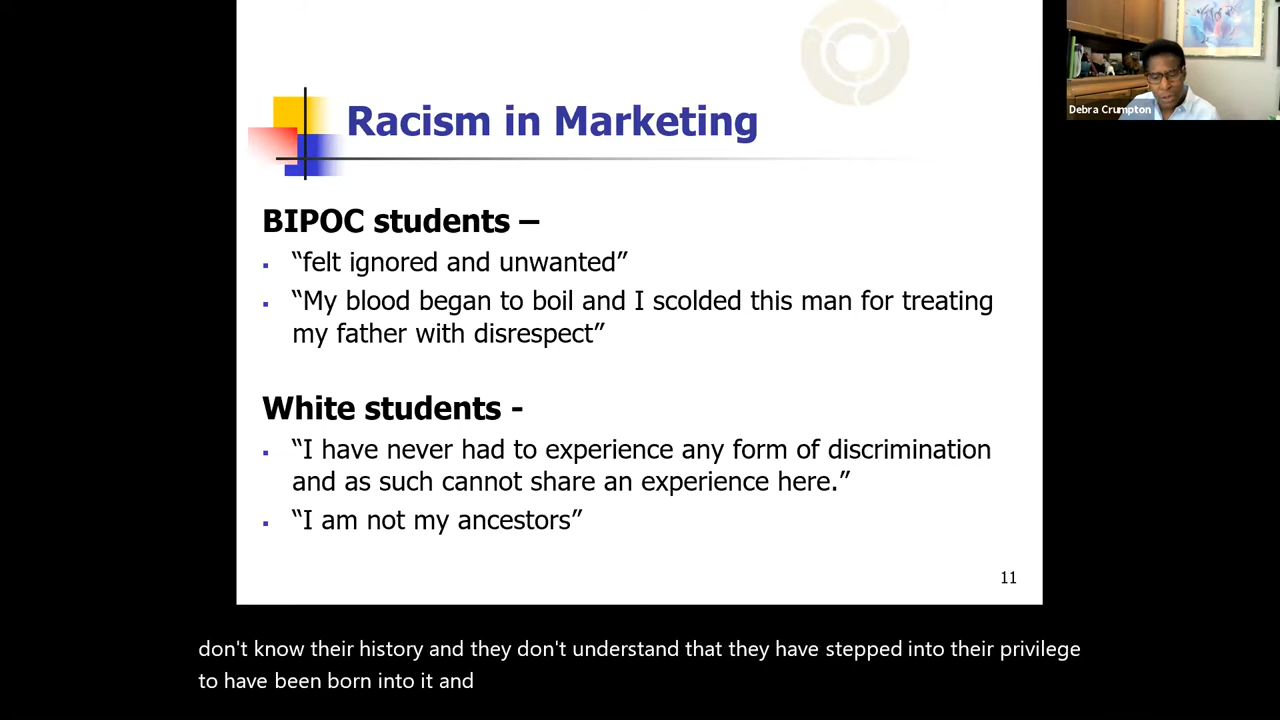 Racism in Marketing
Debra Crumpton
BIPOC students –
▪ “felt ignored and unwanted”
▪ “My blood began to boil and I scolded this man for treating
my father with disrespect”
White students -
▪ “I have never had to experience any form of discrimination
and as such cannot share an experience here.”
▪ “I am not my ancestors”
11
don't know their history and they don't understand that they have stepped into their privilege
to have been born into it and